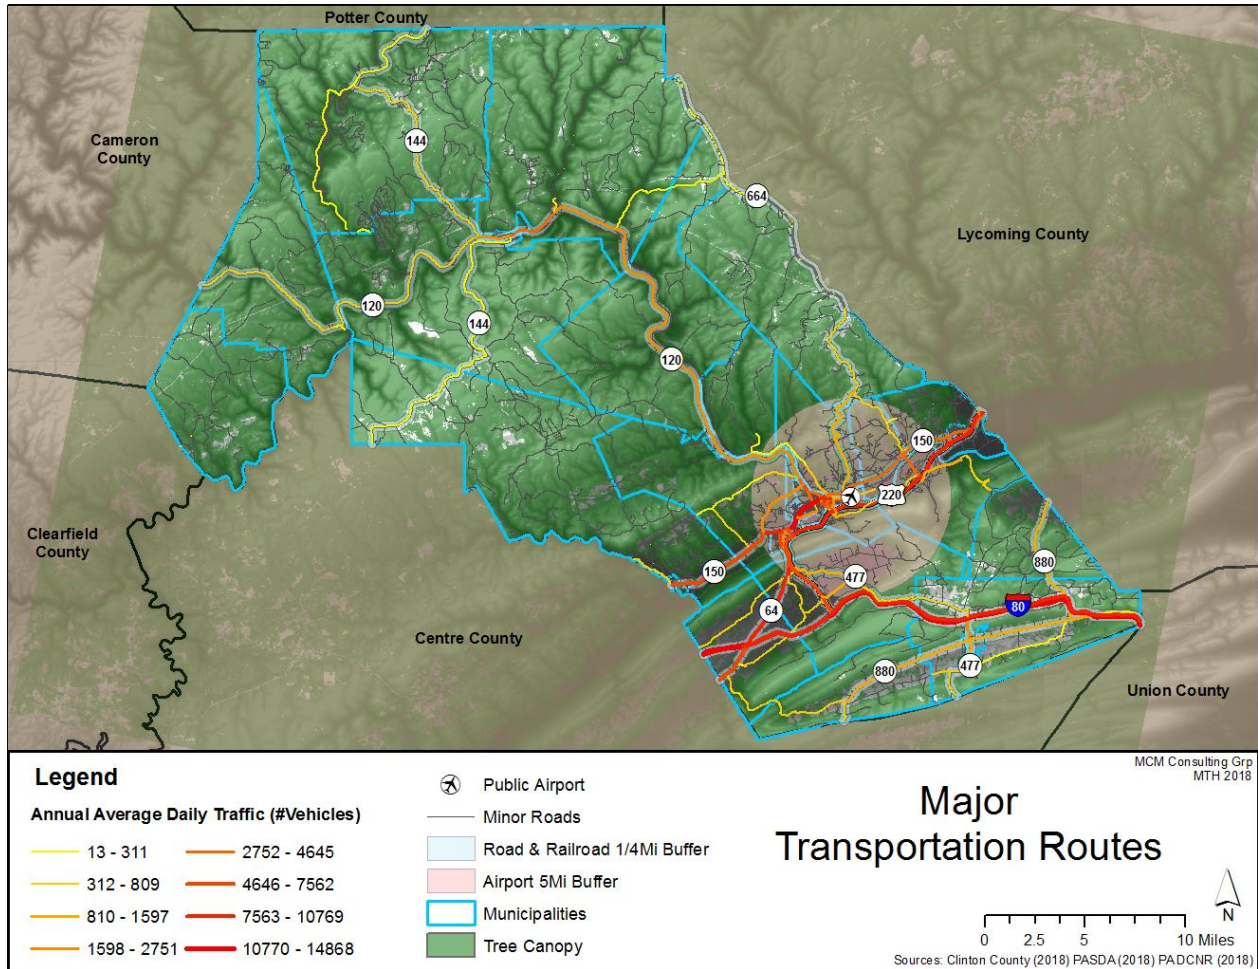 Potter County
Cameron
County
144
664
Lycoming County
120
144
120
150
220
Clearfield
County
880
150
477
64
80
Centre County
880
477
Union County
MCM Consulting Grp
MTH 2018
Legend
Annual Average Daily Traffic (#Vehicles)
13 - 311
312 - 809
810 - 1597
1598 - 2751
2752 - 4645
4646 - 7562
7563 - 10769
10770 - 14868
Public Airport
Minor Roads
Road & Railroad 1/4Mi Buffer
Airport 5Mi Buffer
Municipalities
Tree Canopy
Major
Transportation Routes
N
0 2.5 5 10 Miles
Sources: Clinton County (2018) PASDA (2018) PADCNR (2018)